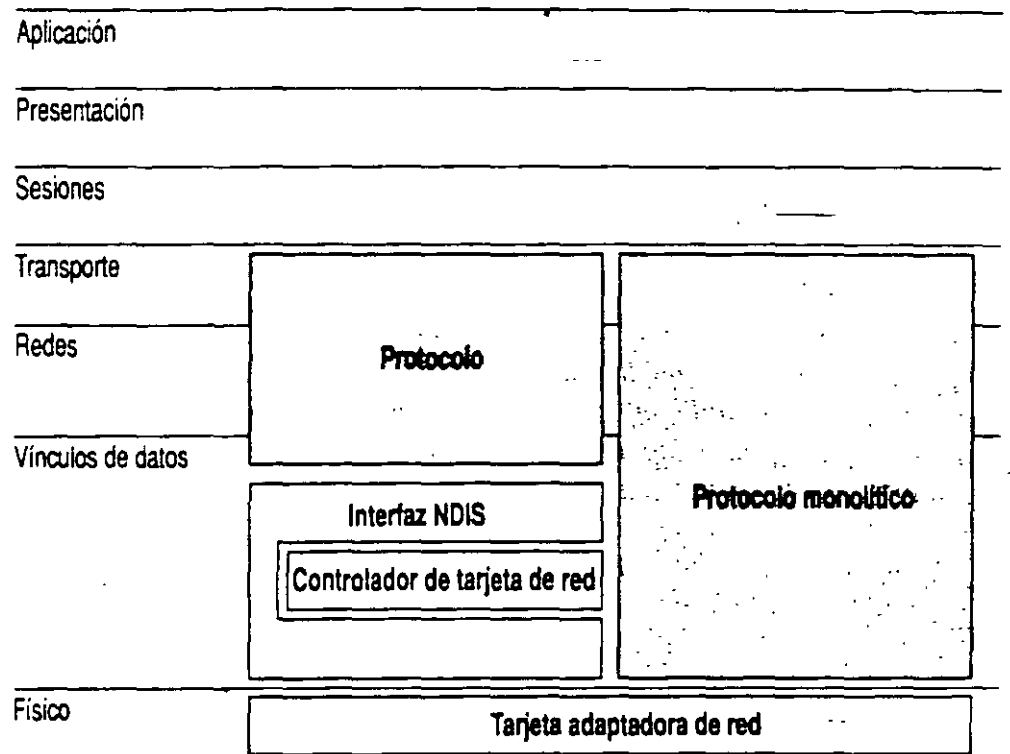 Aplicación
Presentación
Sesiones
Transporte
Redes
Protocolo
Vínculos de datos
Protocolo monolítico
Interfaz NDIS
Controlador de tarjeta de red
Físico
Tarjeta adaptadora de red